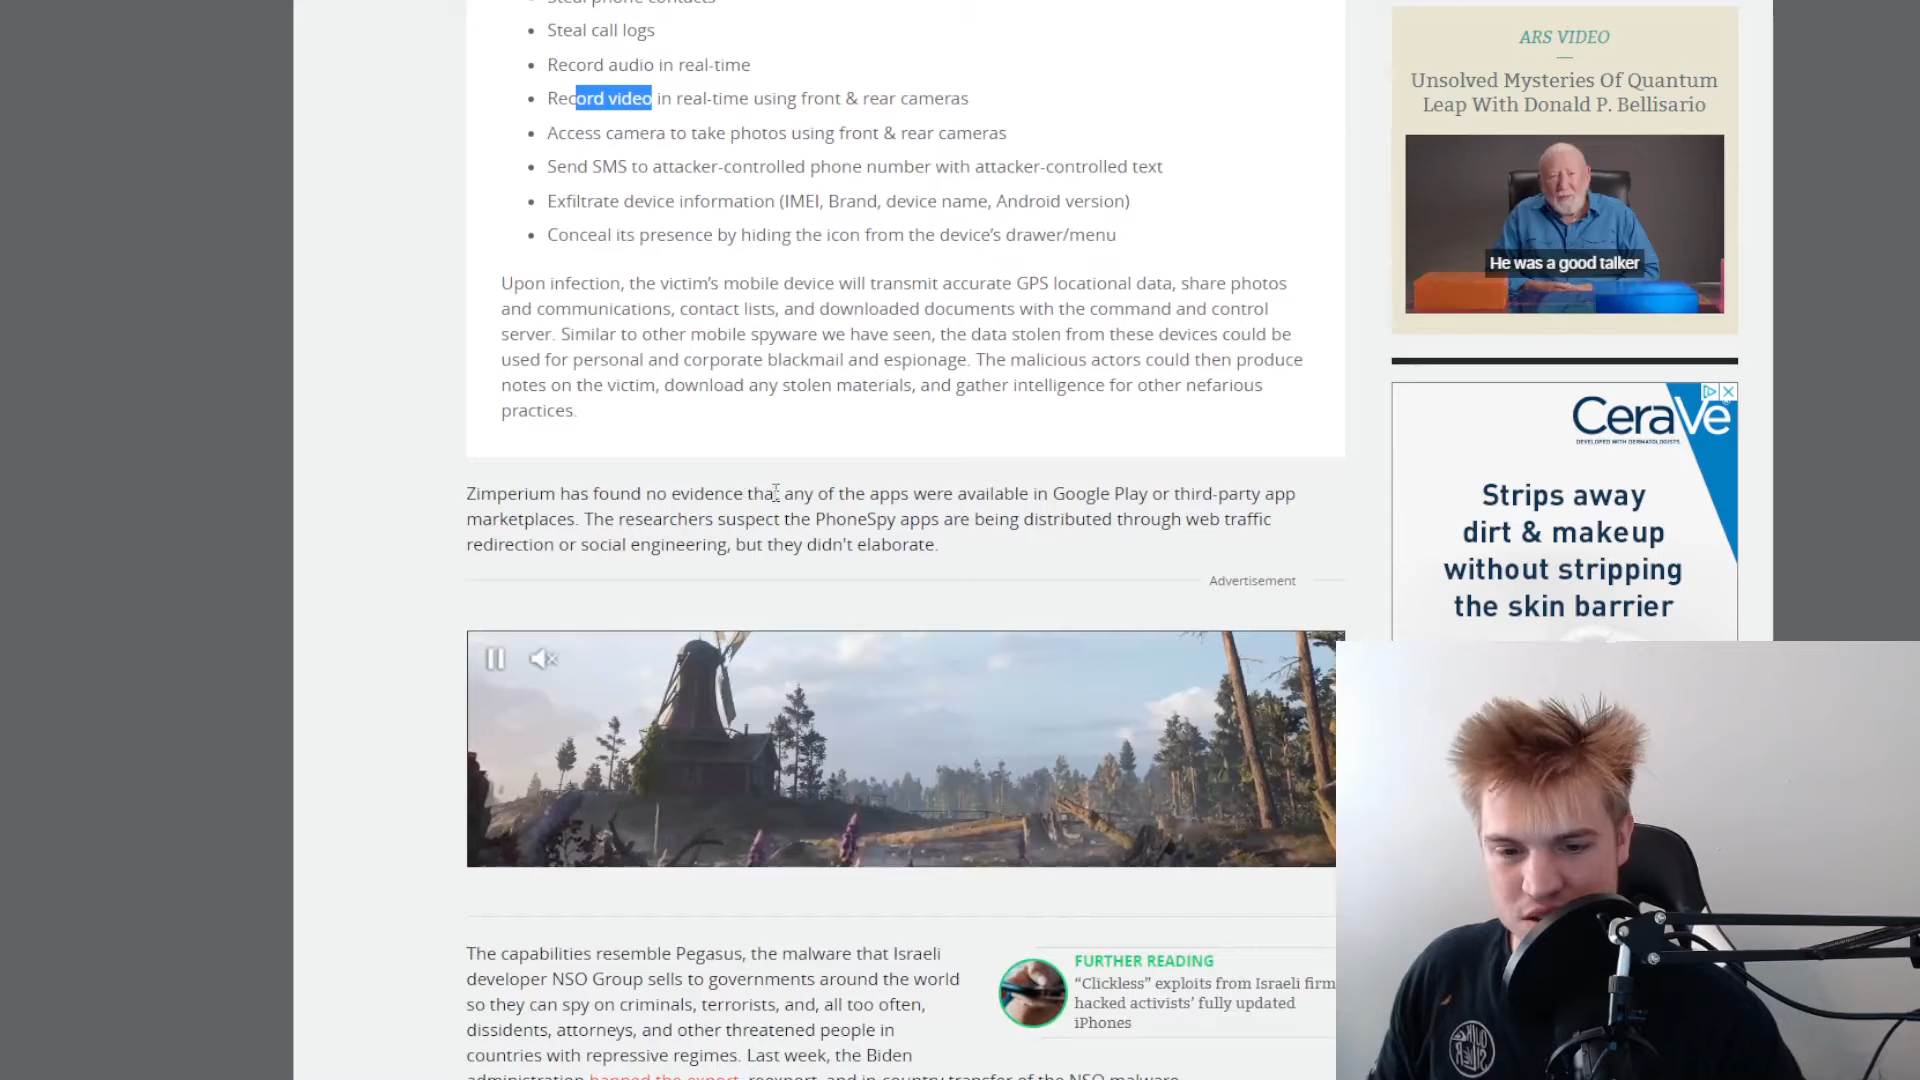 Steal phone contacts
Steal call logs
Record audio in real-time
Record video in real-time using front & rear cameras
Access camera to take photos using front & rear cameras
Send SMS to attacker-controlled phone number with attacker-controlled text
Exfiltrate device information (IMEI, Brand, device name, Android version)
Conceal its presence by hiding the icon from the device's drawer/menu
Upon infection, the victim's mobile device will transmit accurate GPS locational data, share photos
and communications, contact lists, and downloaded documents with the command and control
server. Similar to other mobile spyware we have seen, the data stolen from these devices could be
used for personal and corporate blackmail and espionage. The malicious actors could then produce
notes on the victim, download any stolen materials, and gather intelligence for other nefarious
practices.
Zimperium has found no evidence that any of the apps were available in Google Play or third-party app
marketplaces. The researchers suspect the PhoneSpy apps are being distributed through web traffic
redirection or social engineering, but they didn't elaborate.
Advertisement
The capabilities resemble Pegasus, the malware that Israeli
developer NSO Group sells to governments around the world
so they can spy on criminals, terrorists, and, all too often,
dissidents, attorneys, and other threatened people in
countries with repressive regimes. Last week, the Biden
administration banned the export, reexport, and in-country transfer of the NSO malware
FURTHER READING
“Clickless” exploits from Israeli firm
hacked activists’ fully updated
iPhones
ARS VIDEO
Unsolved Mysteries Of Quantum
Leap With Donald P. Bellisario
He was a good talker
CeraVe
DEVELOPED WITH DERMATOLOGISTS
Strips away
dirt & makeup
without stripping
the skin barrier